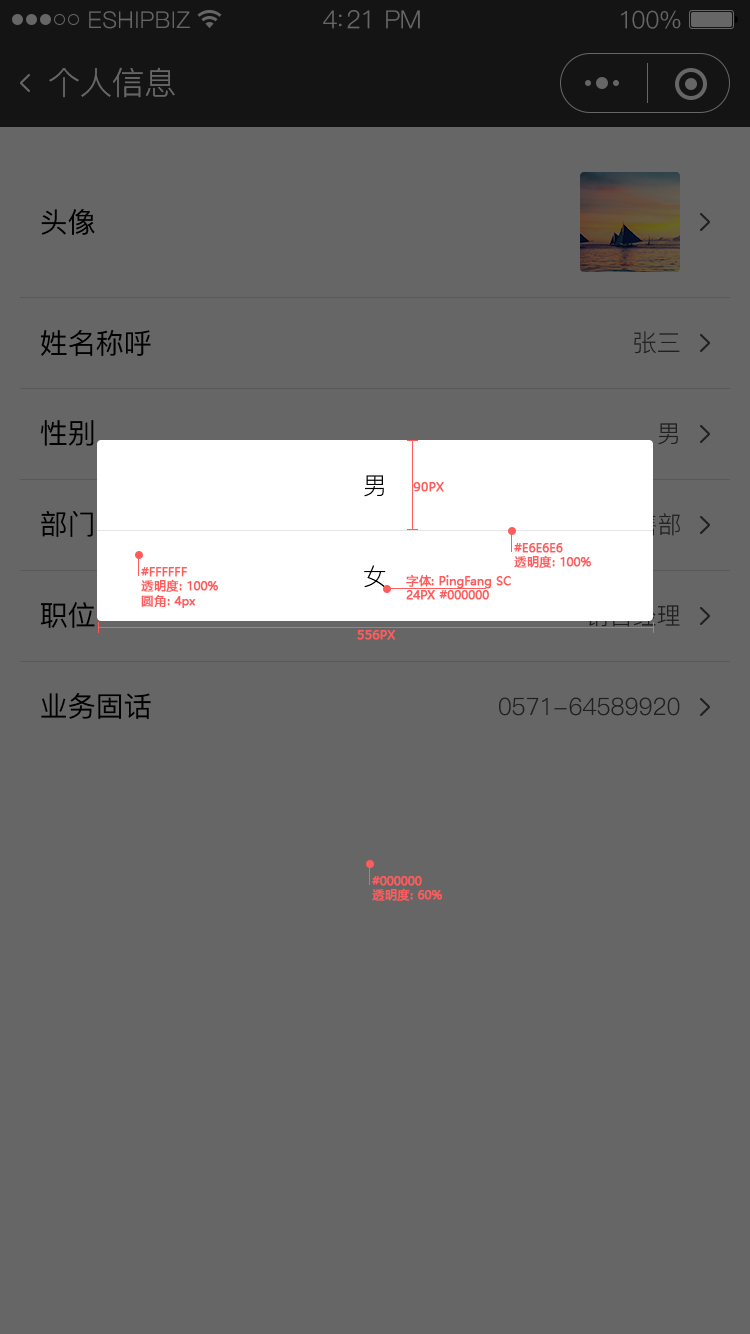 ESHIPBIZ 4:21 PM 100%
个人信息
头像
姓名称呼 张三
性别 男
男
90PX
部门 部
#E6E6E6
透明度: 100%
#FFFFFF
透明度: 100%
圆角: 4px
女
字体: PingFang SC
24PX #000000
职位 经理
556PX
业务固话 0571-64589920
#000000
透明度: 60%